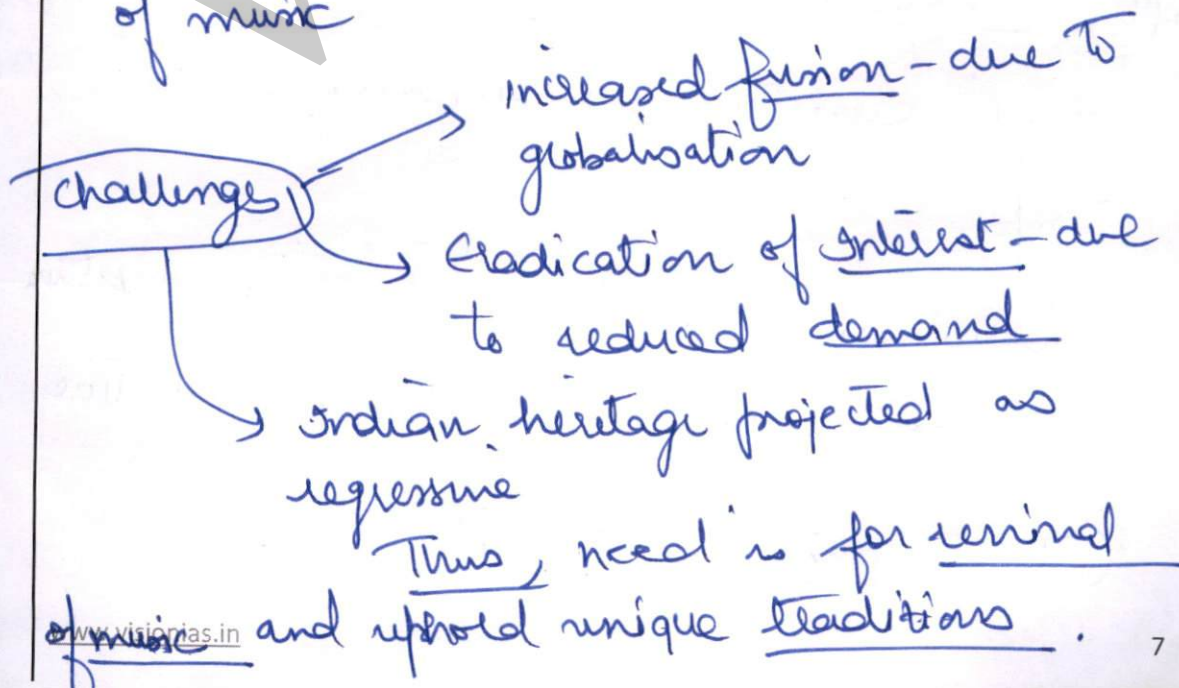 of music
increased fusion - due to
globalisation
Challenges
Eradication of Interest - due
to reduced demand
Indian heritage projected as
regressive
Thus, need is for revival
of music and uphold unique traditions.
www.visionias.in
7